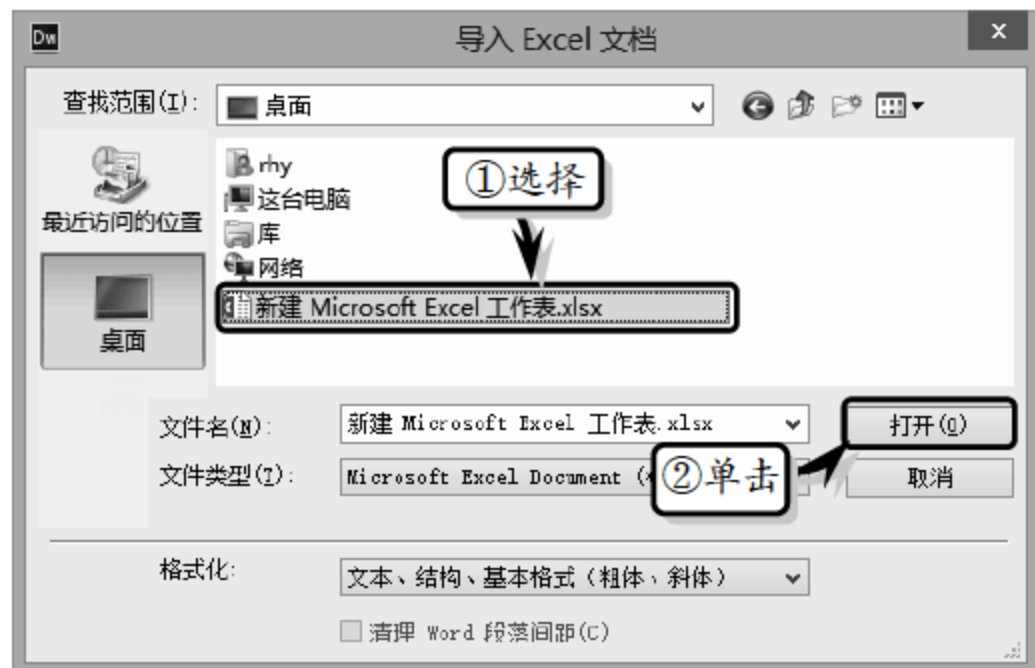 Dw 导入 Excel 文档 x
查找范围(I): 桌面
rhy
①选择
这台电脑
最近访问的位置
库
网络
新建 Microsoft Excel 工作表.xlsx
桌面
文件名(N): 新建 Microsoft Excel 工作表.xlsx 打开(O)
文件类型(T): Microsoft Excel Document ( ②单击 取消
格式化: 文本、结构、基本格式（粗体、斜体）
清理 Word 段落间距(C)